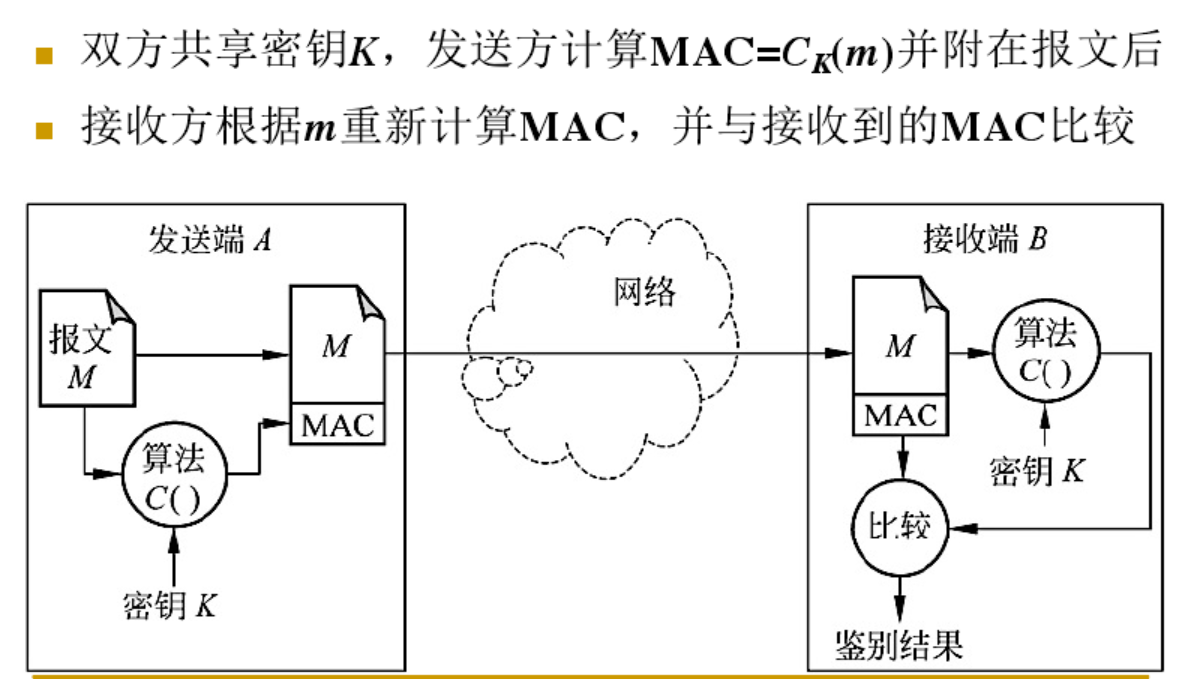 双方共享密钥K，发送方计算MAC=C_K(m)并附在报文后
接收方根据m重新计算MAC，并与接收到的MAC比较
发送端 A
报文
M
M
MAC
算法
C( )
密钥 K
网络
接收端 B
M
MAC
算法
C( )
密钥 K
比较
鉴别结果